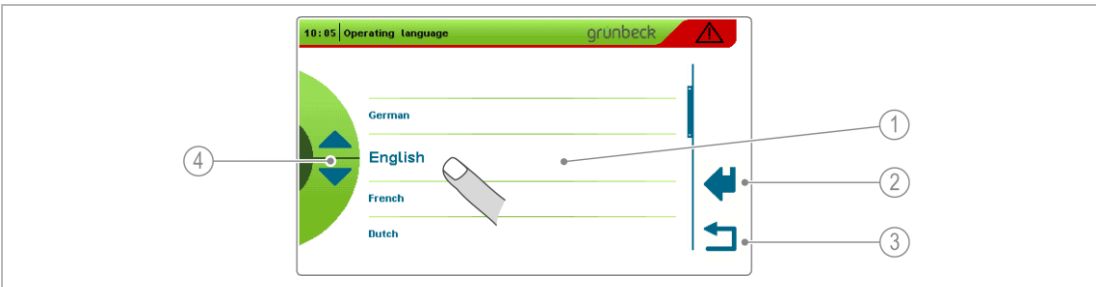 10:05 Operating language grünbeck
German
English
French
Dutch
1
2
3
4